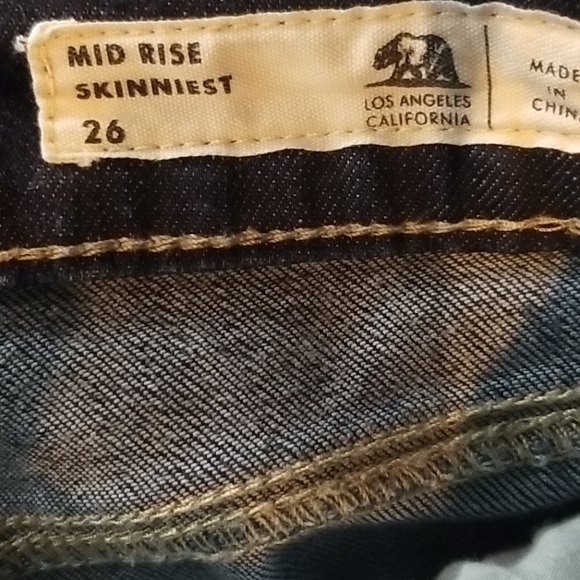 MID RISE
SKINNIEST
26
LOS ANGELES
CALIFORNIA
MADE
IN
CHINA